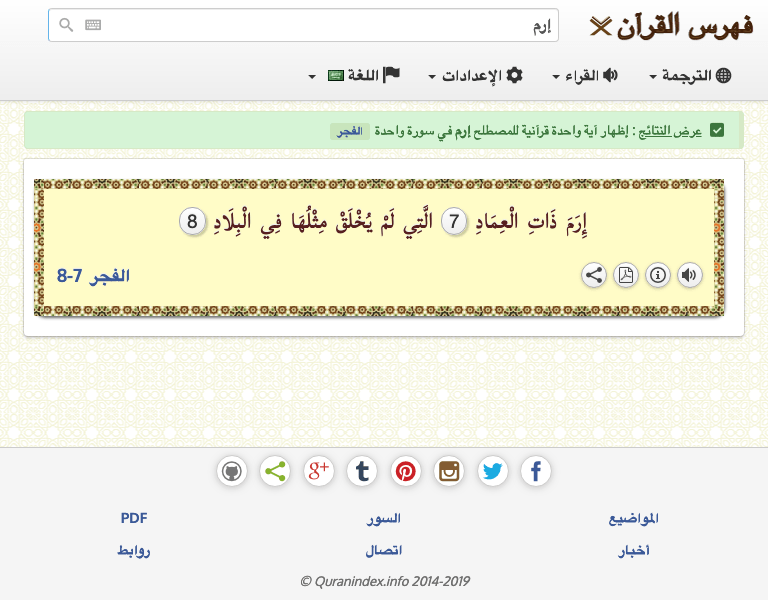 فهرس القرآن
إرم
الترجمة القراء الإعدادات اللغة
عرض النتائج : إظهار آية واحدة قرآنية للمصطلح إرم في سورة واحدة الفجر
إِرَمَ ذَاتِ الْعِمَادِ 7 الَّتِي لَمْ يُخْلَقْ مِثْلُهَا فِي الْبِلَادِ 8
الفجر 7-8
المواضيع السور PDF
أخبار اتصال روابط
© Quranindex.info 2014-2019